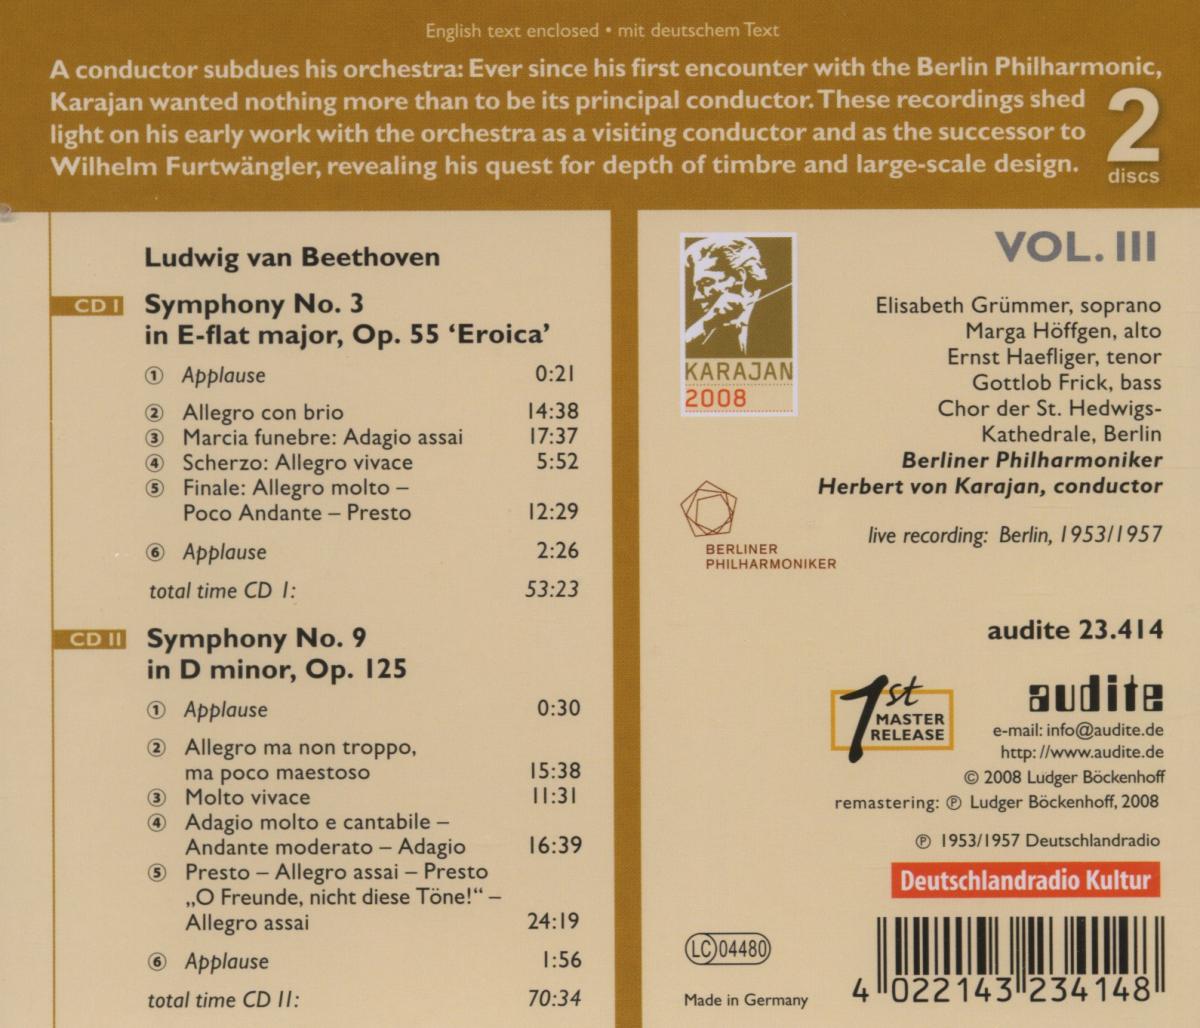 English text enclosed • mit deutschem Text
A conductor subdues his orchestra: Ever since his first encounter with the Berlin Philharmonic,
Karajan wanted nothing more than to be its principal conductor. These recordings shed
light on his early work with the orchestra as a visiting conductor and as the successor to
Wilhelm Furtwängler, revealing his quest for depth of timbre and large-scale design.
2
discs
Ludwig van Beethoven
CD I Symphony No. 3
in E-flat major, Op. 55 ‘Eroica’
① Applause 0:21
② Allegro con brio 14:38
③ Marcia funebre: Adagio assai 17:37
④ Scherzo: Allegro vivace 5:52
⑤ Finale: Allegro molto –
Poco Andante – Presto 12:29
⑥ Applause 2:26
total time CD I: 53:23
CD II Symphony No. 9
in D minor, Op. 125
① Applause 0:30
② Allegro ma non troppo,
ma poco maestoso 15:38
③ Molto vivace 11:31
④ Adagio molto e cantabile –
Andante moderato – Adagio 16:39
⑤ Presto – Allegro assai – Presto
„O Freunde, nicht diese Töne!“ –
Allegro assai 24:19
⑥ Applause 1:56
total time CD II: 70:34
KARAJAN
2008
VOL. III
Elisabeth Grümmer, soprano
Marga Höffgen, alto
Ernst Haefliger, tenor
Gottlob Frick, bass
Chor der St. Hedwigs-
Kathedrale, Berlin
Berliner Philharmoniker
Herbert von Karajan, conductor
BERLINER
PHILHARMONIKER
live recording: Berlin, 1953/1957
audite 23.414
1st
MASTER
RELEASE
audite
e-mail: info@audite.de
http://www.audite.de
© 2008 Ludger Böckenhoff
remastering: ℗ Ludger Böckenhoff, 2008
℗ 1953/1957 Deutschlandradio
Deutschlandradio Kultur
LC 04480
Made in Germany
4 022143 234148